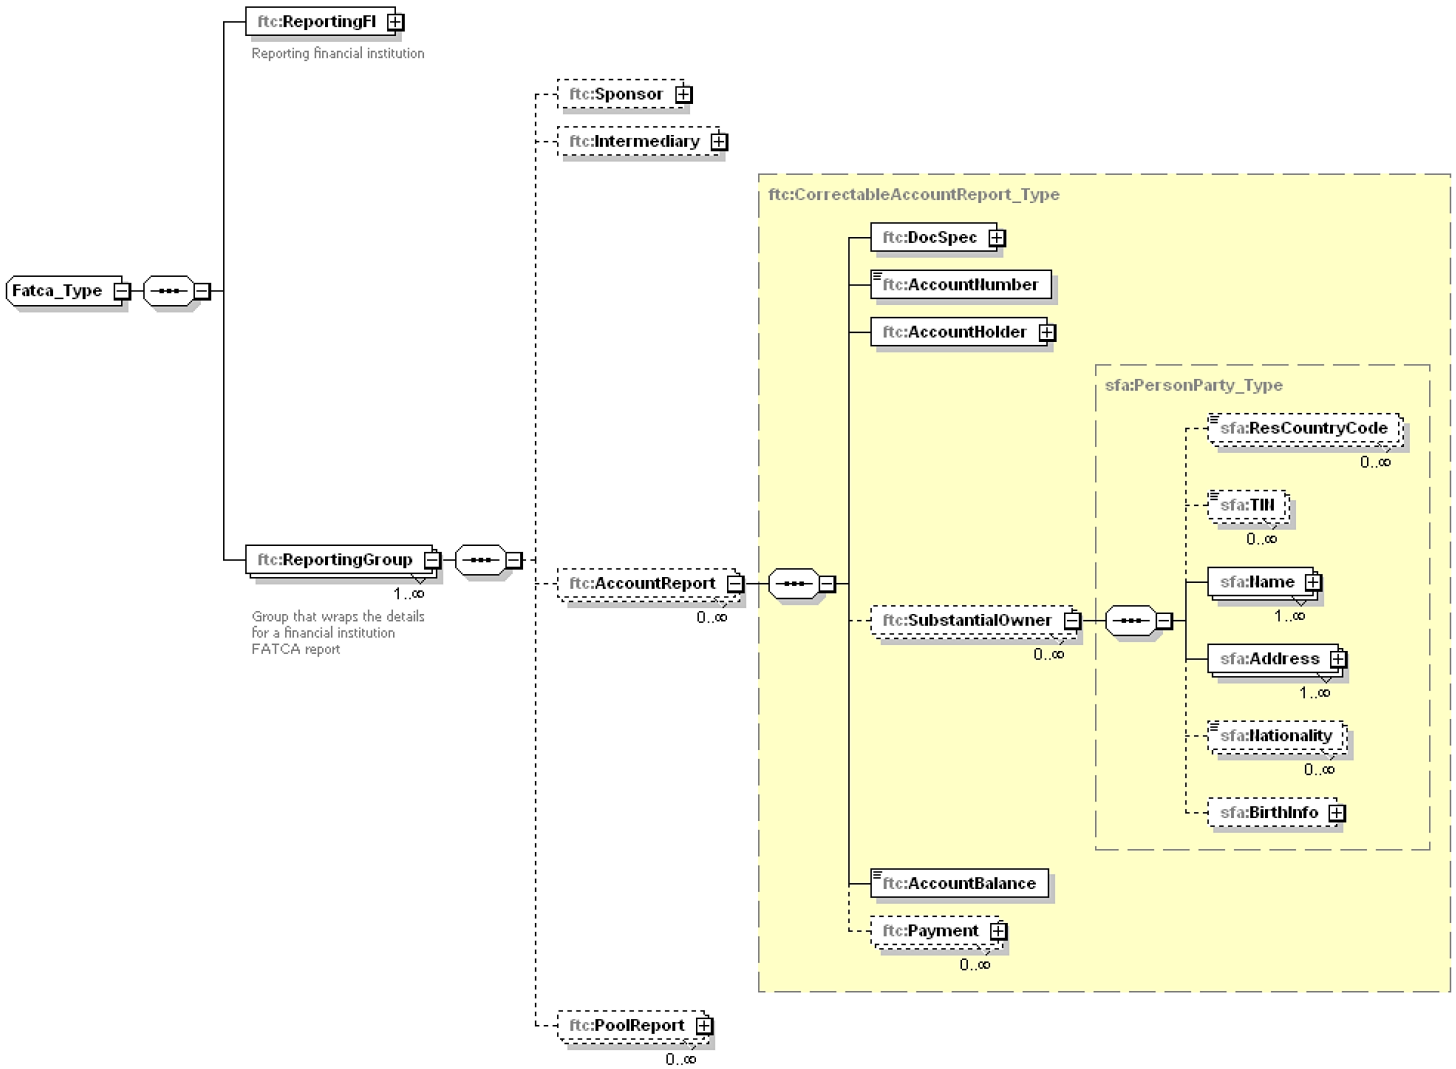 ftc:ReportingFI
Reporting financial institution
ftc:Sponsor
ftc:Intermediary
ftc:CorrectableAccountReport_Type
ftc:DocSpec
Fatca_Type
ftc:AccountNumber
ftc:AccountHolder
sfa:PersonParty_Type
sfa:ResCountryCode
0..∞
sfa:TIN
0..∞
ftc:ReportingGroup
1..∞
Group that wraps the details
for a financial institution
FATCA report
ftc:AccountReport
0..∞
sfa:Name
1..∞
ftc:SubstantialOwner
0..∞
sfa:Address
1..∞
sfa:Nationality
0..∞
sfa:BirthInfo
ftc:AccountBalance
ftc:Payment
0..∞
ftc:PoolReport
0..∞